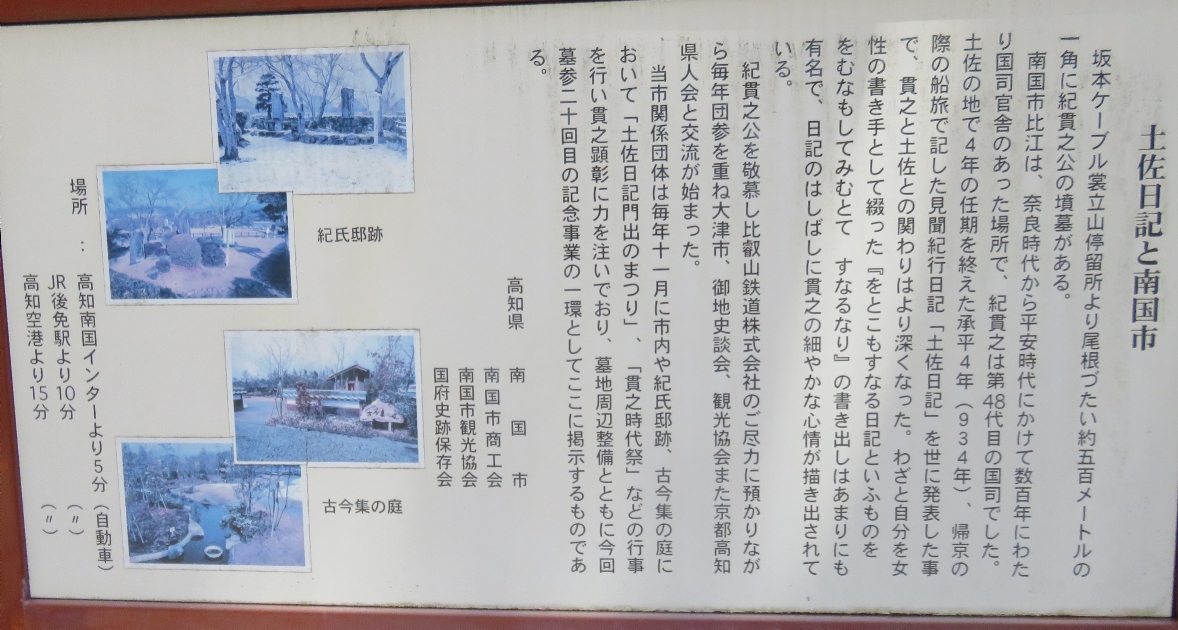 土佐日記と南国市
坂本ケーブル裳立山停留所より尾根づたい約五百メートルの
一角に紀貫之公の墳墓がある。
南国市比江は、奈良時代から平安時代にかけて数百年にわた
り国司官舎のあった場所で、紀貫之は第48代目の国司でした。
土佐の地で4年の任期を終えた承平4年（934年）、帰京の
際の船旅で記した見聞紀行日記「土佐日記」を世に発表した事
で、貫之と土佐との関わりはより深くなった。わざと自分を女
性の書き手として綴った『をとこもすなる日記といふものを
をむなもしてみむとて すなるなり』の書き出しはあまりにも
有名で、日記のはしばしに貫之の細やかな心情が描き出されて
いる。
紀貫之公を敬慕し比叡山鉄道株式会社のご尽力に預かりなが
ら毎年団参を重ね大津市、御地史談会、観光協会また京都高知
県人会と交流が始まった。
当市関係団体は毎年十一月に市内や紀氏邸跡、古今集の庭に
おいて「土佐日記門出のまつり」、「貫之時代祭」などの行事
を行い貫之顕彰に力を注いでおり、墓地周辺整備とともに今回
墓参二十回目の記念事業の一環としてここに掲示するものであ
る。
高知県 南国市
南国市商工会
南国市観光協会
国府史跡保存会
紀氏邸跡
古今集の庭
場所：高知南国インターより5分（自動車）
JR後免駅より10分（〃）
高知空港より15分（〃）